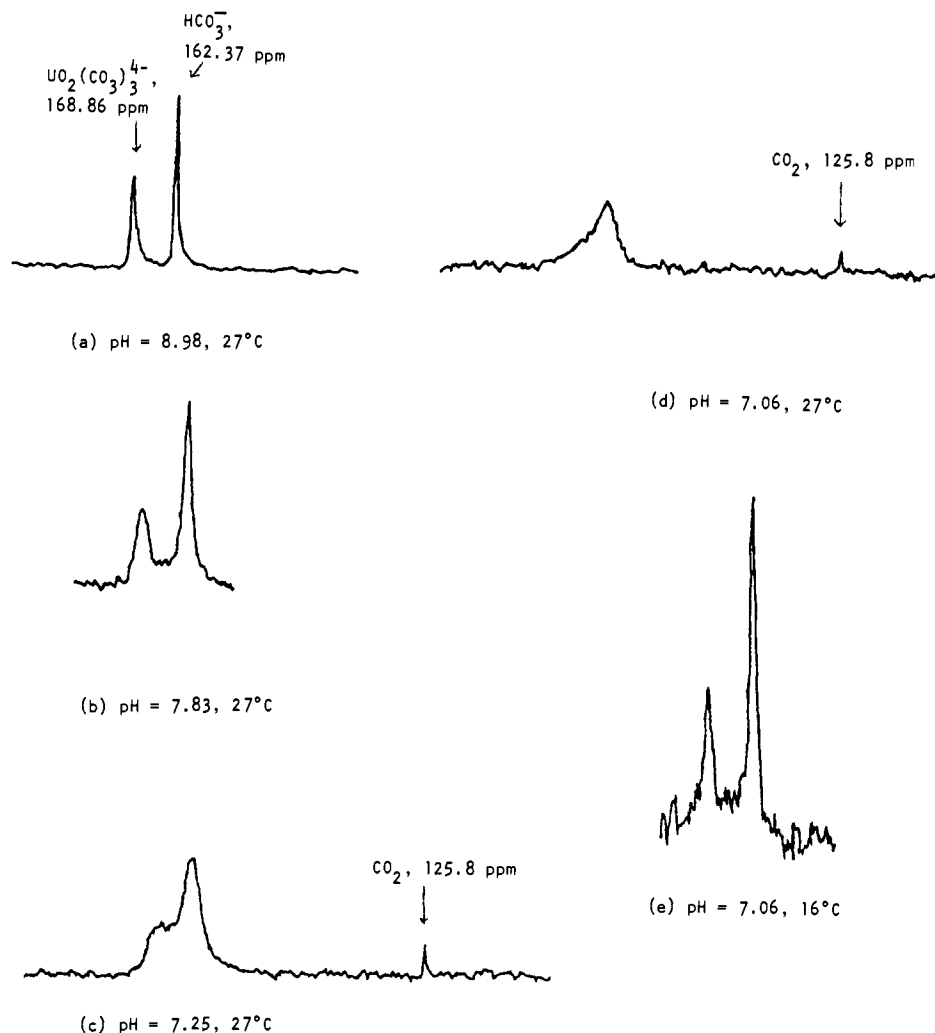 HCO₃⁻,
162.37 ppm
UO₂(CO₃)₃⁴⁻,
168.86 ppm
(a) pH = 8.98, 27°C
(b) pH = 7.83, 27°C
CO₂, 125.8 ppm
(c) pH = 7.25, 27°C
CO₂, 125.8 ppm
(d) pH = 7.06, 27°C
(e) pH = 7.06, 16°C